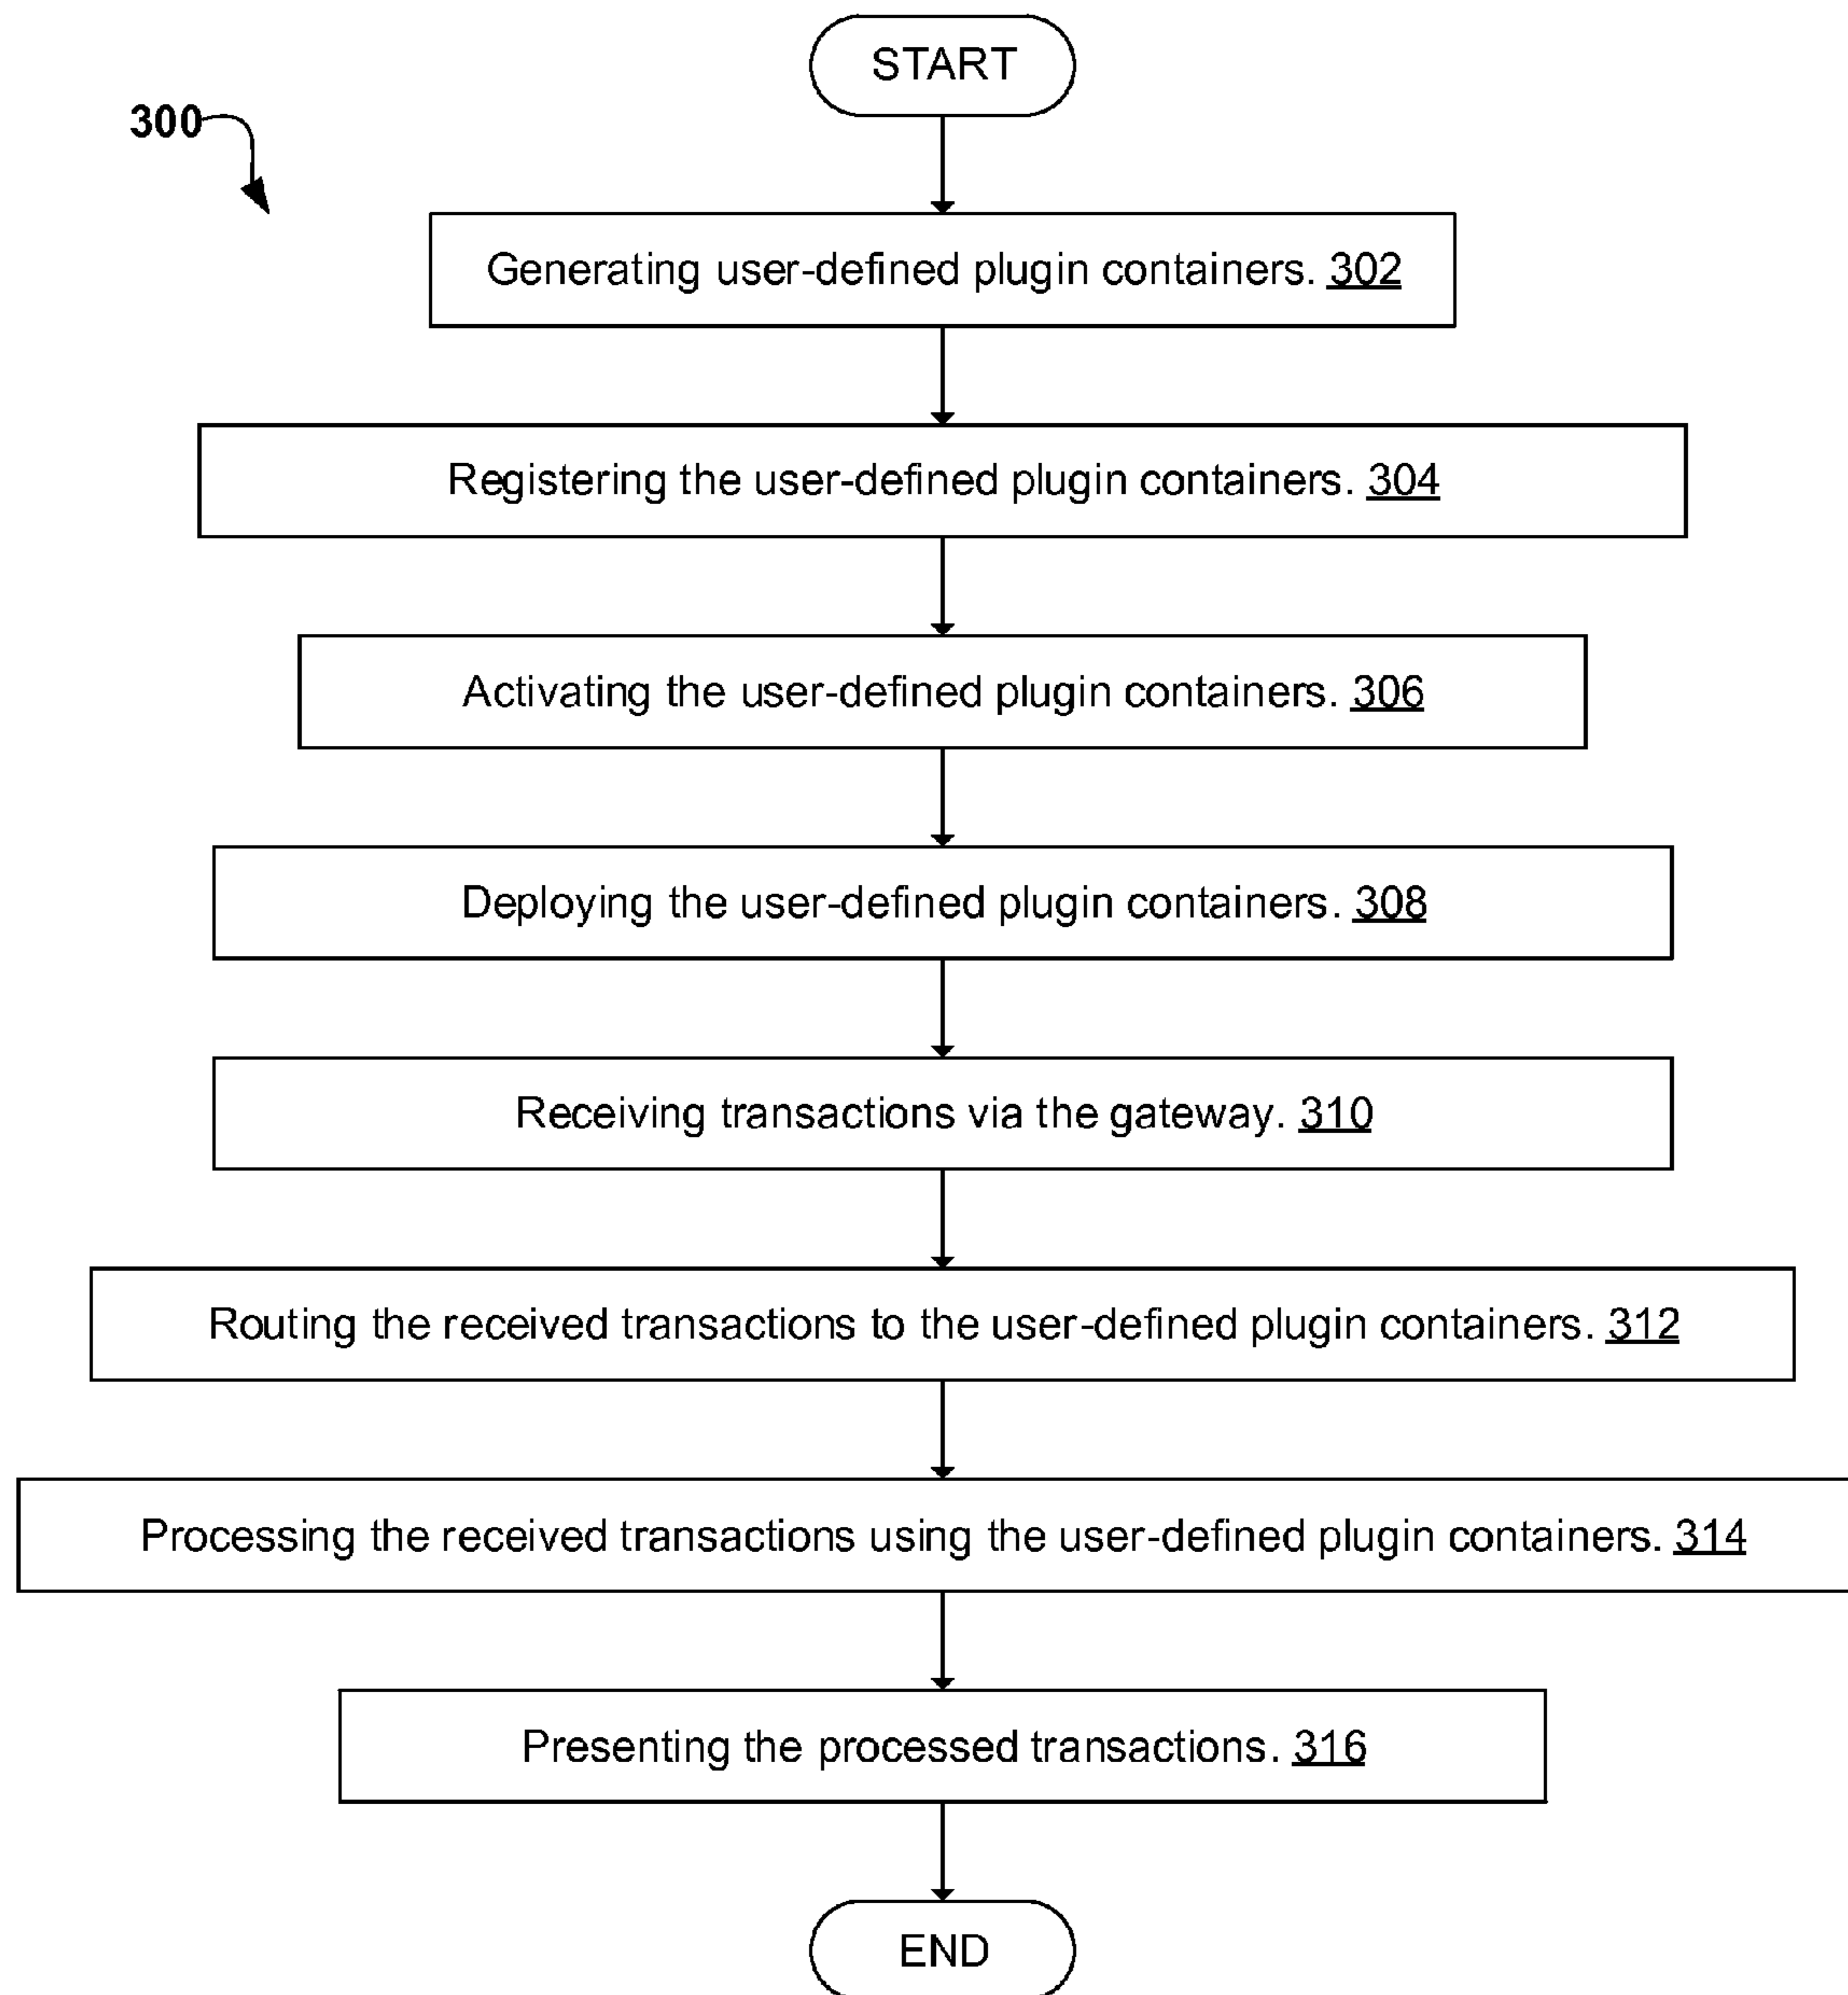 START
300
Generating user-defined plugin containers. 302
Registering the user-defined plugin containers. 304
Activating the user-defined plugin containers. 306
Deploying the user-defined plugin containers. 308
Receiving transactions via the gateway. 310
Routing the received transactions to the user-defined plugin containers. 312
Processing the received transactions using the user-defined plugin containers. 314
Presenting the processed transactions. 316
END